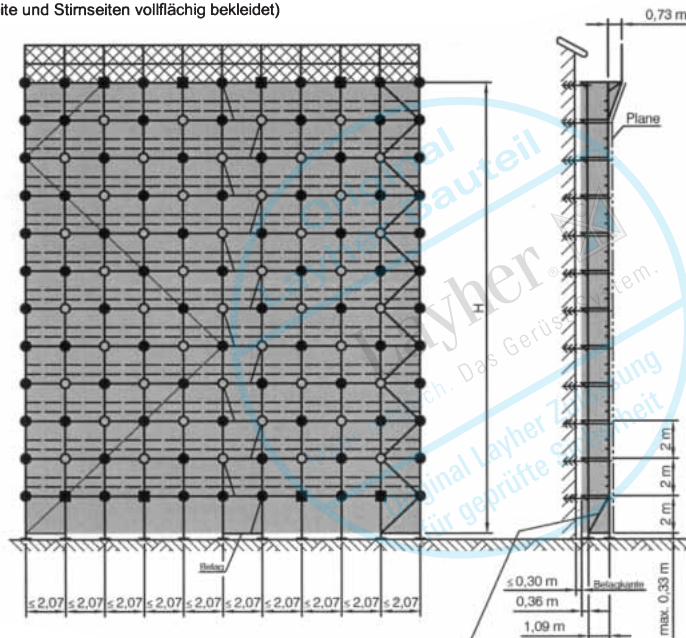 ite und Stirnseiten vollflächig bekleidet)
0,73 m
Plane
H
Original
Layher Bauteil
Layher®
Das Gerüst System.
Original Layher Zulassung
für geprüfte Sicherheit
2 m
2 m
2 m
max. 0,33 m
Belag
≤ 0,30 m
Belagkante
0,36 m
1,09 m
≤ 2,07 ≤ 2,07 ≤ 2,07 ≤ 2,07 ≤ 2,07 ≤ 2,07 ≤ 2,07 ≤ 2,07 ≤ 2,07 ≤ 2,07